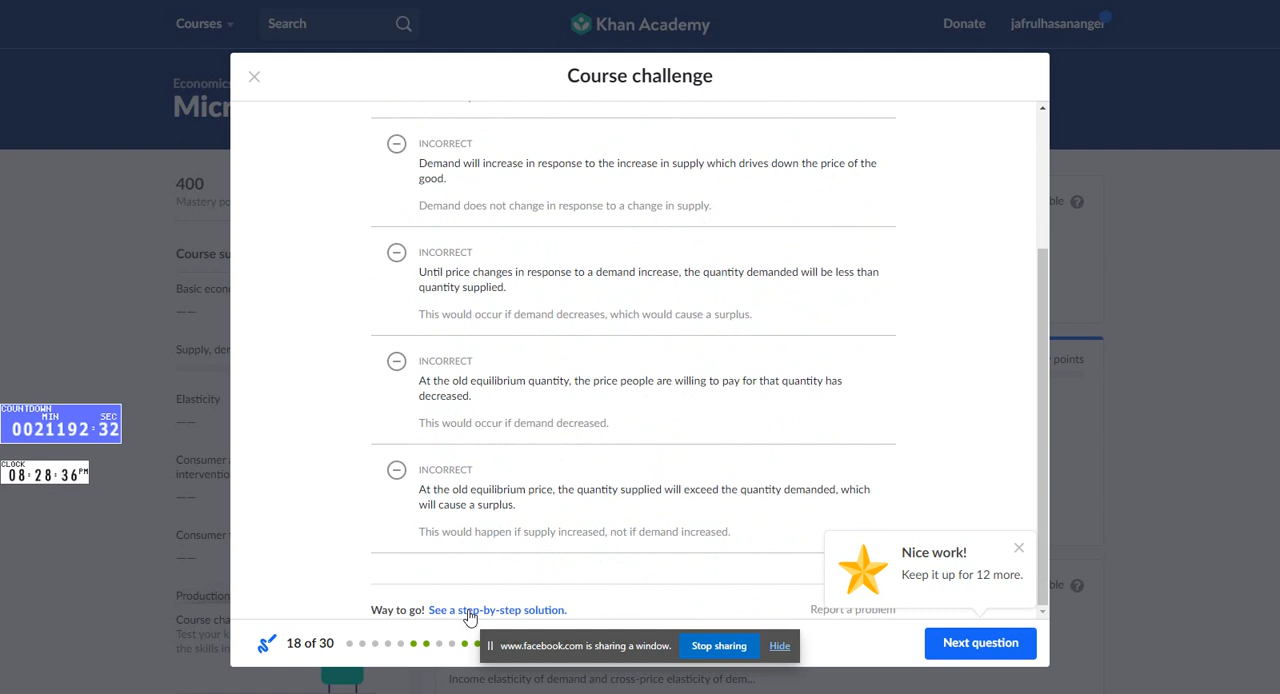 Courses
Search
Khan Academy
Donate
jafrulhasananger
Economics
Micr
Course challenge
400
Mastery po
ble
Course su
Basic econ
Supply, der
points
Elasticity
Consumer a
intervention
Consumer t
Production
Course cha
Test your k
the skills in
ble
COUNTDOWN
MIN SEC
0021192:32
CLOCK
08:28:36PM
INCORRECT
Demand will increase in response to the increase in supply which drives down the price of the
good.
Demand does not change in response to a change in supply.
INCORRECT
Until price changes in response to a demand increase, the quantity demanded will be less than
quantity supplied.
This would occur if demand decreases, which would cause a surplus.
INCORRECT
At the old equilibrium quantity, the price people are willing to pay for that quantity has
decreased.
This would occur if demand decreased.
INCORRECT
At the old equilibrium price, the quantity supplied will exceed the quantity demanded, which
will cause a surplus.
This would happen if supply increased, not if demand increased.
Nice work!
Keep it up for 12 more.
Way to go! See a step-by-step solution.
Report a problem
18 of 30
www.facebook.com is sharing a window.
Stop sharing
Hide
Next question
Income elasticity of demand and cross-price elasticity of dem...